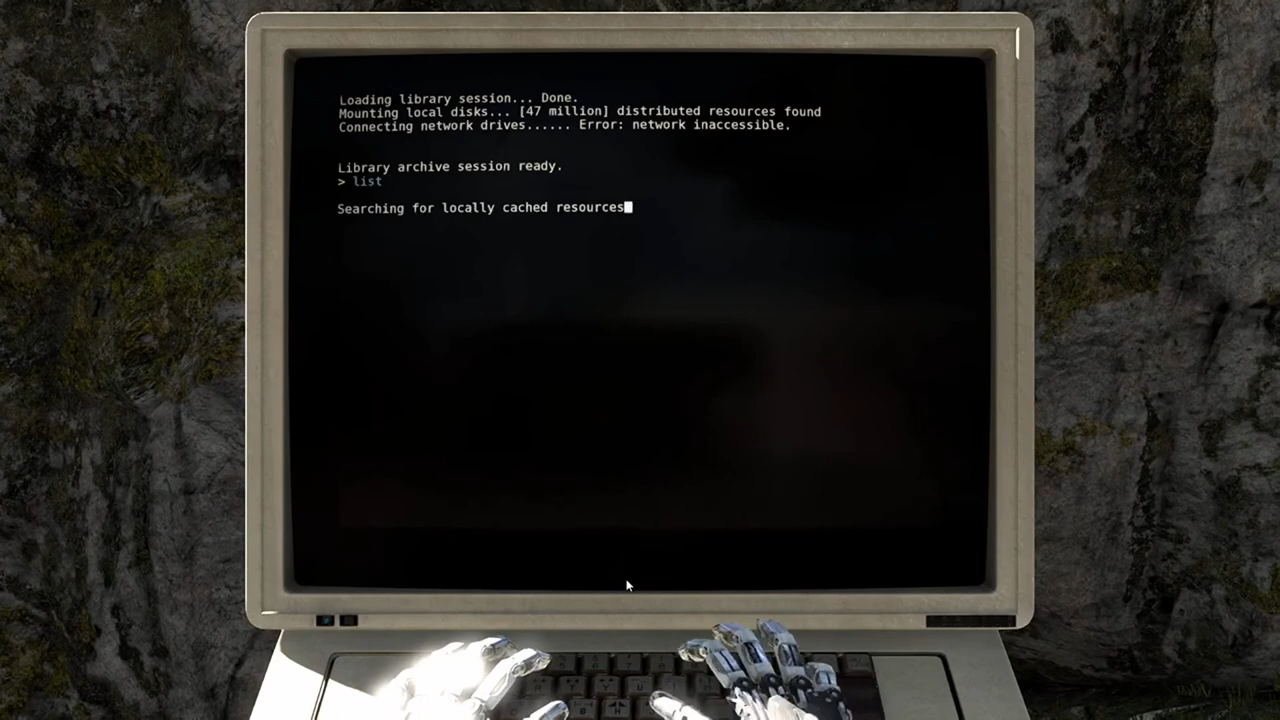 Loading library session... Done.
Mounting local disks... [47 million] distributed resources found
Connecting network drives...... Error: network inaccessible.
Library archive session ready.
> list
Searching for locally cached resources